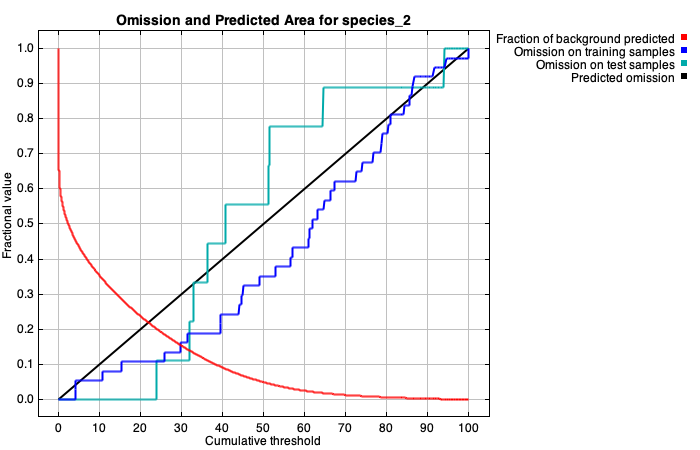 Omission and Predicted Area for species_2
Fraction of background predicted
Omission on training samples
Omission on test samples
Predicted omission
1.0
0.9
0.8
0.7
0.6
0.5
0.4
0.3
0.2
0.1
0.0
Fractional value
0 10 20 30 40 50 60 70 80 90 100
Cumulative threshold